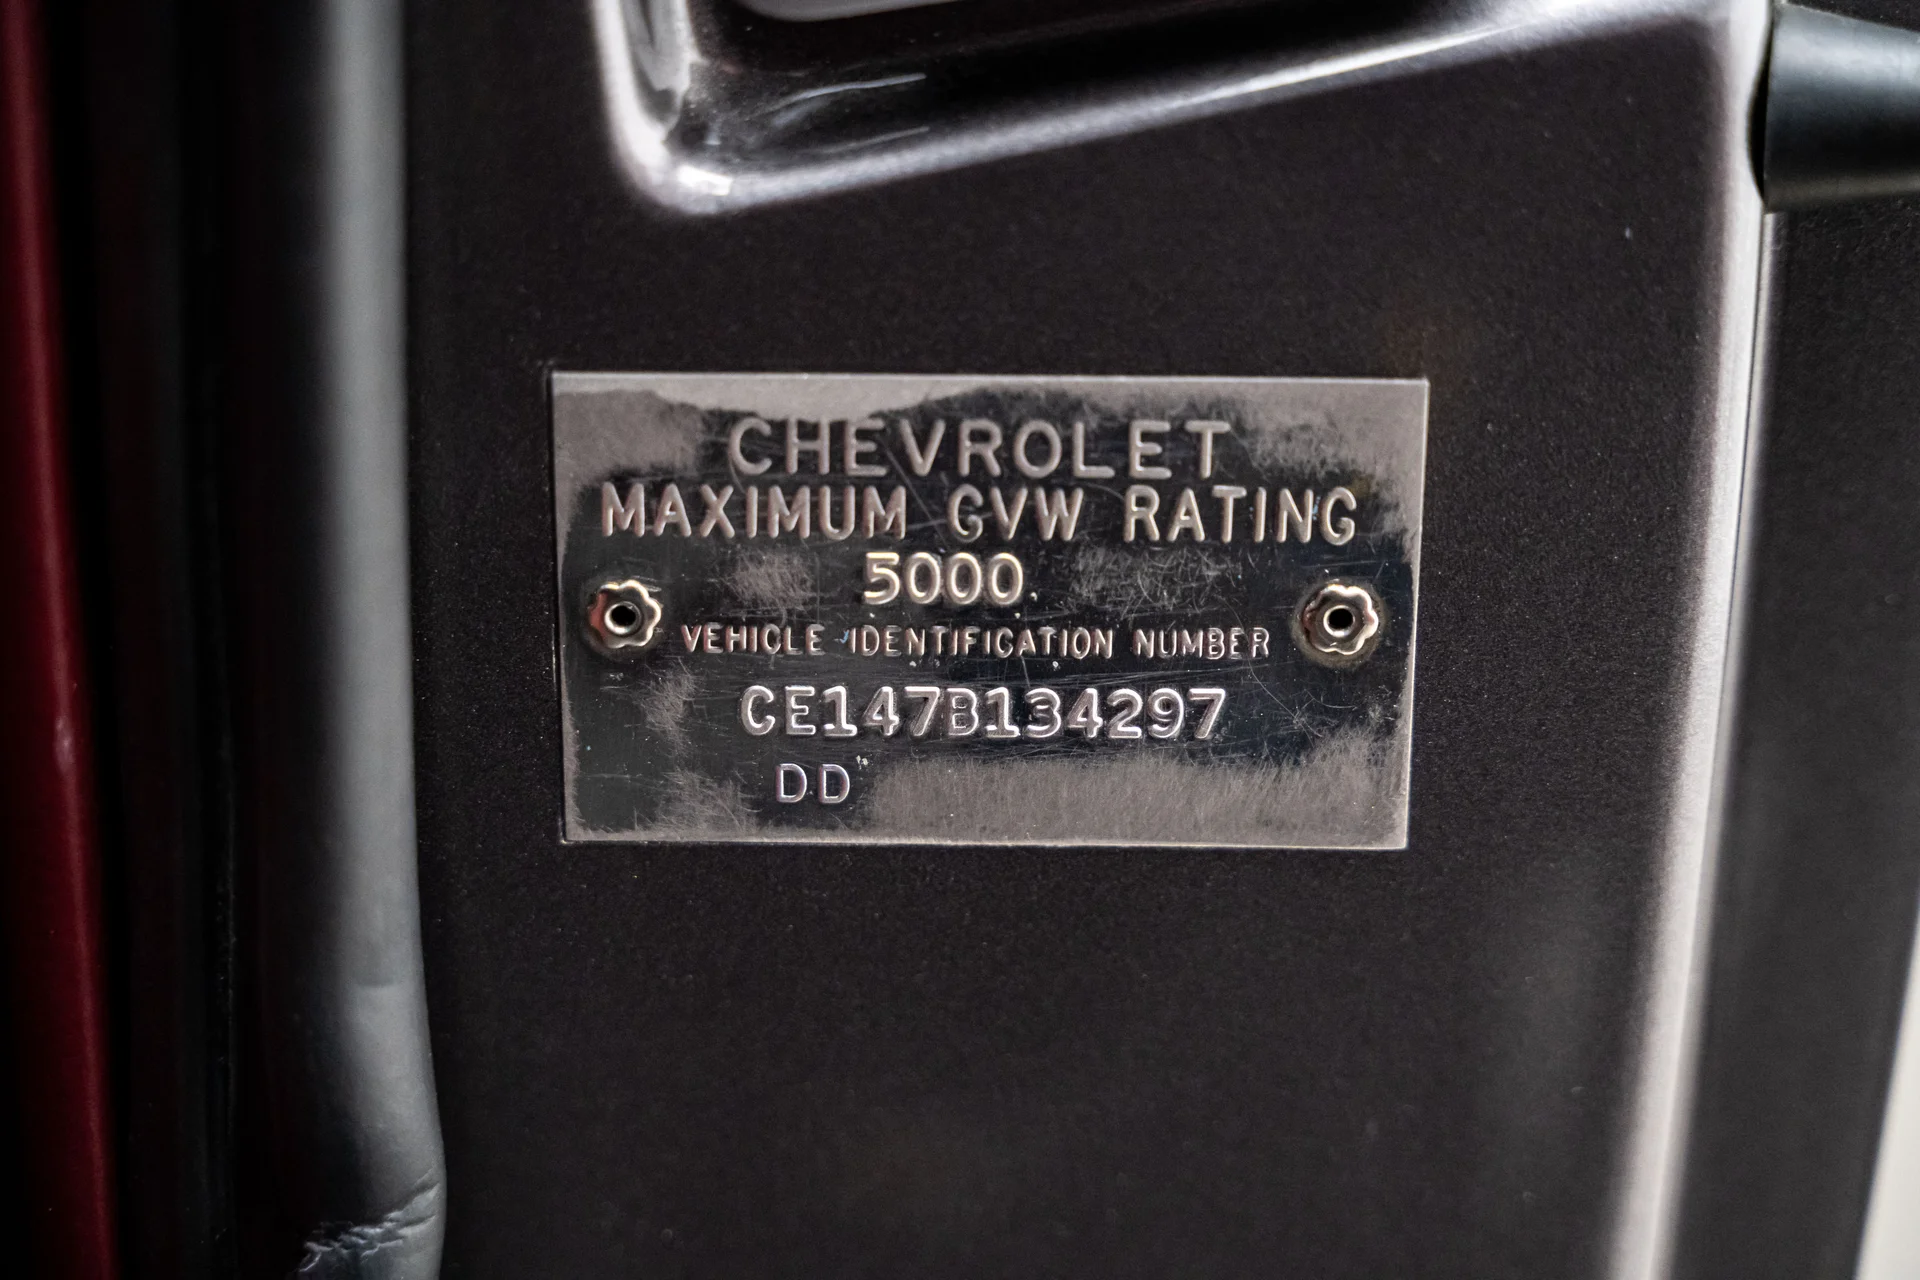 CHEVROLET
MAXIMUM GVW RATING
5000
VEHICLE IDENTIFICATION NUMBER
CE147B134297
DD